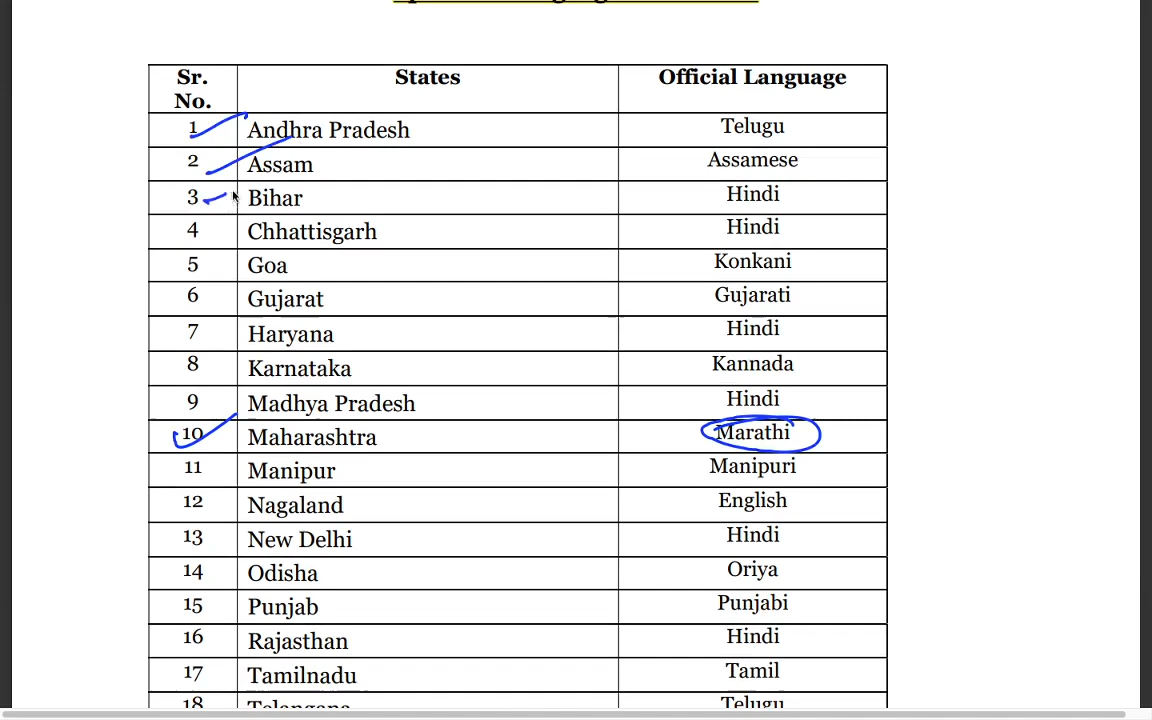 Sr. No. States Official Language
1 Andhra Pradesh Telugu
2 Assam Assamese
3 Bihar Hindi
4 Chhattisgarh Hindi
5 Goa Konkani
6 Gujarat Gujarati
7 Haryana Hindi
8 Karnataka Kannada
9 Madhya Pradesh Hindi
10 Maharashtra Marathi
11 Manipur Manipuri
12 Nagaland English
13 New Delhi Hindi
14 Odisha Oriya
15 Punjab Punjabi
16 Rajasthan Hindi
17 Tamilnadu Tamil
18 Telangana Telugu